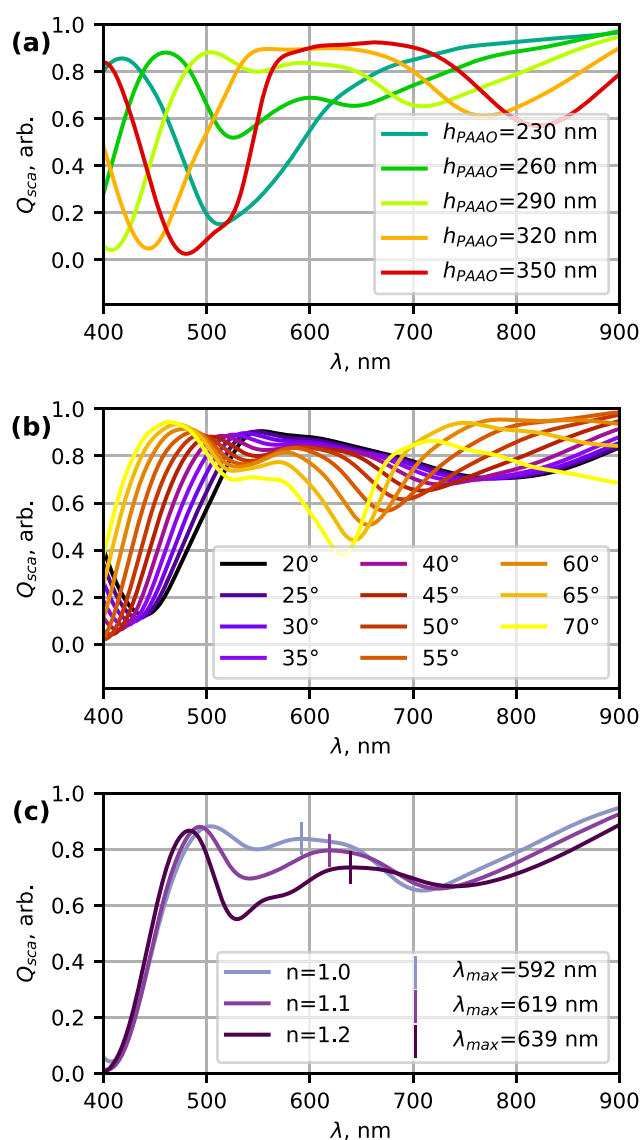 (a)
Q_sca, arb.
1.0
0.8
0.6
0.4
0.2
0.0
h_PAAO=230 nm
h_PAAO=260 nm
h_PAAO=290 nm
h_PAAO=320 nm
h_PAAO=350 nm
400 500 600 700 800 900
λ, nm
(b)
Q_sca, arb.
1.0
0.8
0.6
0.4
0.2
0.0
20° 40° 60°
25° 45° 65°
30° 50° 70°
35° 55°
400 500 600 700 800 900
λ, nm
(c)
Q_sca, arb.
1.0
0.8
0.6
0.4
0.2
0.0
n=1.0 λ_max=592 nm
n=1.1 λ_max=619 nm
n=1.2 λ_max=639 nm
400 500 600 700 800 900
λ, nm